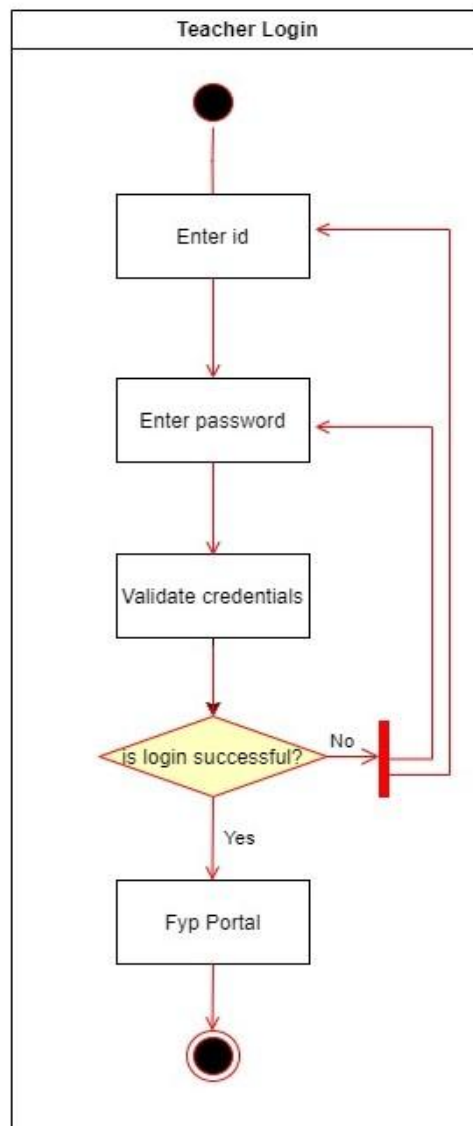 Teacher Login
Enter id
Enter password
Validate credentials
is login successful?
No
Yes
Fyp Portal